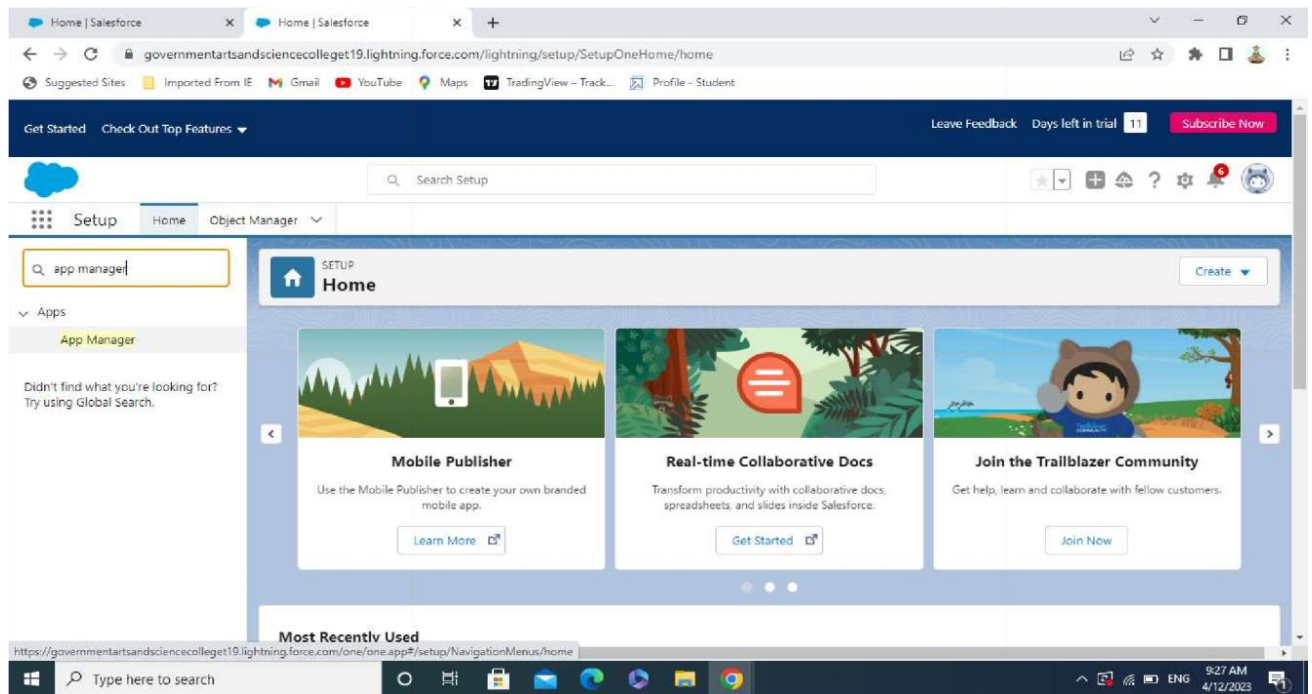 Home | Salesforce
Home | Salesforce
governmentartsandsciencecolleget19.lightning.force.com/lightning/setup/SetupOneHome/home
Suggested Sites Imported From IE Gmail YouTube Maps TradingView – Track... Profile - Student
Get Started Check Out Top Features Leave Feedback Days left in trial 11 Subscribe Now
Search Setup
6
Setup Home Object Manager
app manager
Apps
App Manager
Didn't find what you're looking for?
Try using Global Search.
SETUP
Home
Create
Mobile Publisher
Use the Mobile Publisher to create your own branded
mobile app.
Learn More
Real-time Collaborative Docs
Transform productivity with collaborative docs,
spreadsheets, and slides inside Salesforce.
Get Started
Join the Trailblazer Community
Get help, learn and collaborate with fellow customers.
Join Now
Most Recently Used
https://governmentartsandsciencecolleget19.lightning.force.com/one/one.app#/setup/NavigationMenus/home
Type here to search
ENG
9:27 AM
4/12/2023